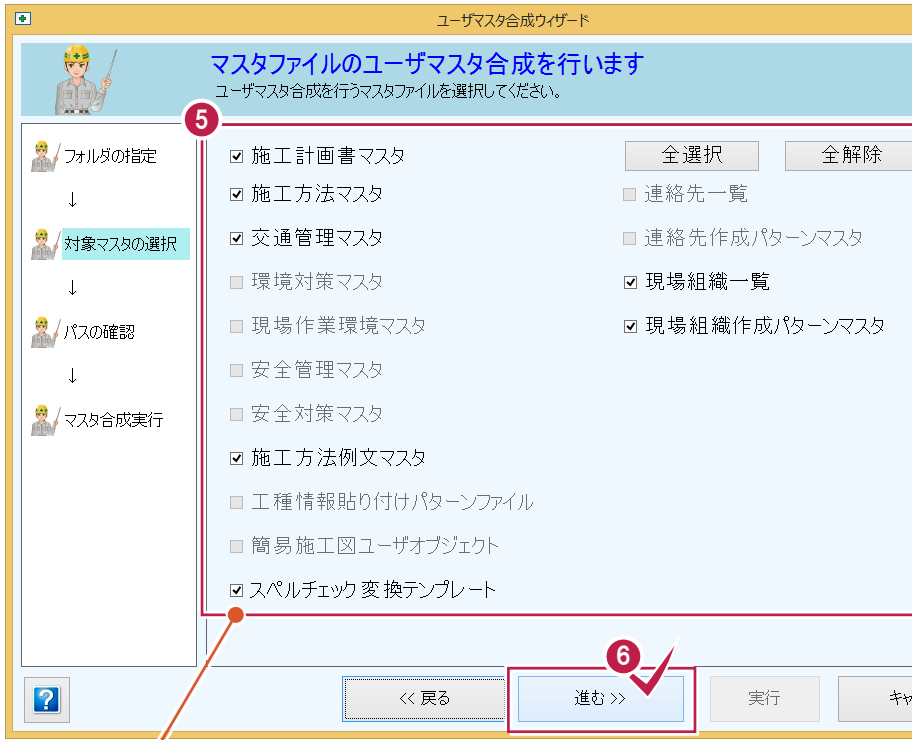 ユーザマスタ合成ウィザード
マスタファイルのユーザマスタ合成を行います
ユーザマスタ合成を行うマスタファイルを選択してください。
5
フォルダの指定
↓
対象マスタの選択
↓
パスの確認
↓
マスタ合成実行
施工計画書マスタ
施工方法マスタ
交通管理マスタ
環境対策マスタ
現場作業環境マスタ
安全管理マスタ
安全対策マスタ
施工方法例文マスタ
工種情報貼り付けパターンファイル
簡易施工図ユーザオブジェクト
スペルチェック変換テンプレート
全選択 全解除
連絡先一覧
連絡先作成パターンマスタ
現場組織一覧
現場組織作成パターンマスタ
6
?
<< 戻る 進む >> 実行 キャ